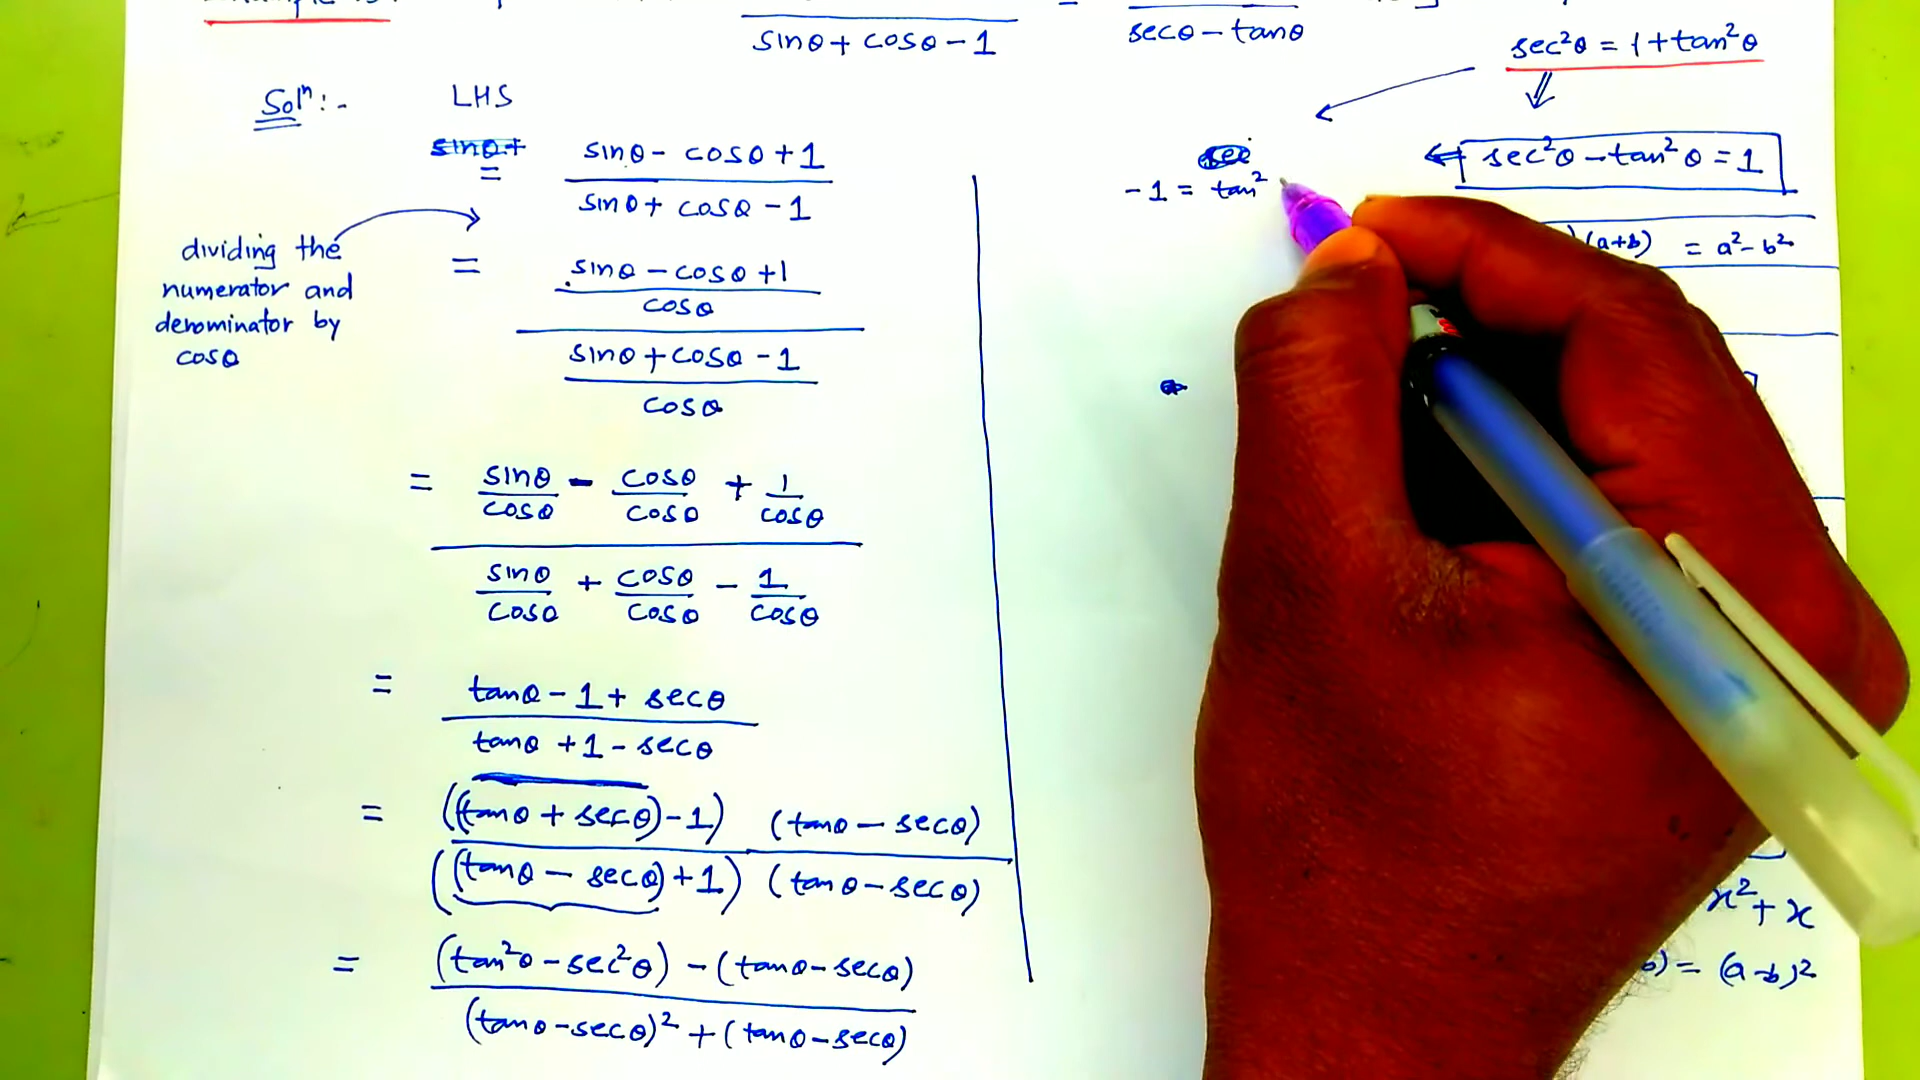 sinθ + cosθ - 1
secθ - tanθ
sec²θ = 1 + tan²θ
Solⁿ :-
LHS
sinθ +
= sinθ - cosθ + 1
sinθ + cosθ - 1
sec²θ - tan²θ = 1
-1 = tan²
(a+b) = a² - b²
dividing the
numerator and
denominator by
cosθ
= sinθ - cosθ + 1
cosθ
sinθ + cosθ - 1
cosθ
= sinθ/cosθ - cosθ/cosθ + 1/cosθ
sinθ/cosθ + cosθ/cosθ - 1/cosθ
= tanθ - 1 + secθ
tanθ + 1 - secθ
= ((tanθ + secθ) - 1) (tanθ - secθ)
((tanθ - secθ) + 1) (tanθ - secθ)
x² + x
b) = (a-b)²
= (tan²θ - sec²θ) - (tanθ - secθ)
(tanθ - secθ)² + (tanθ - secθ)